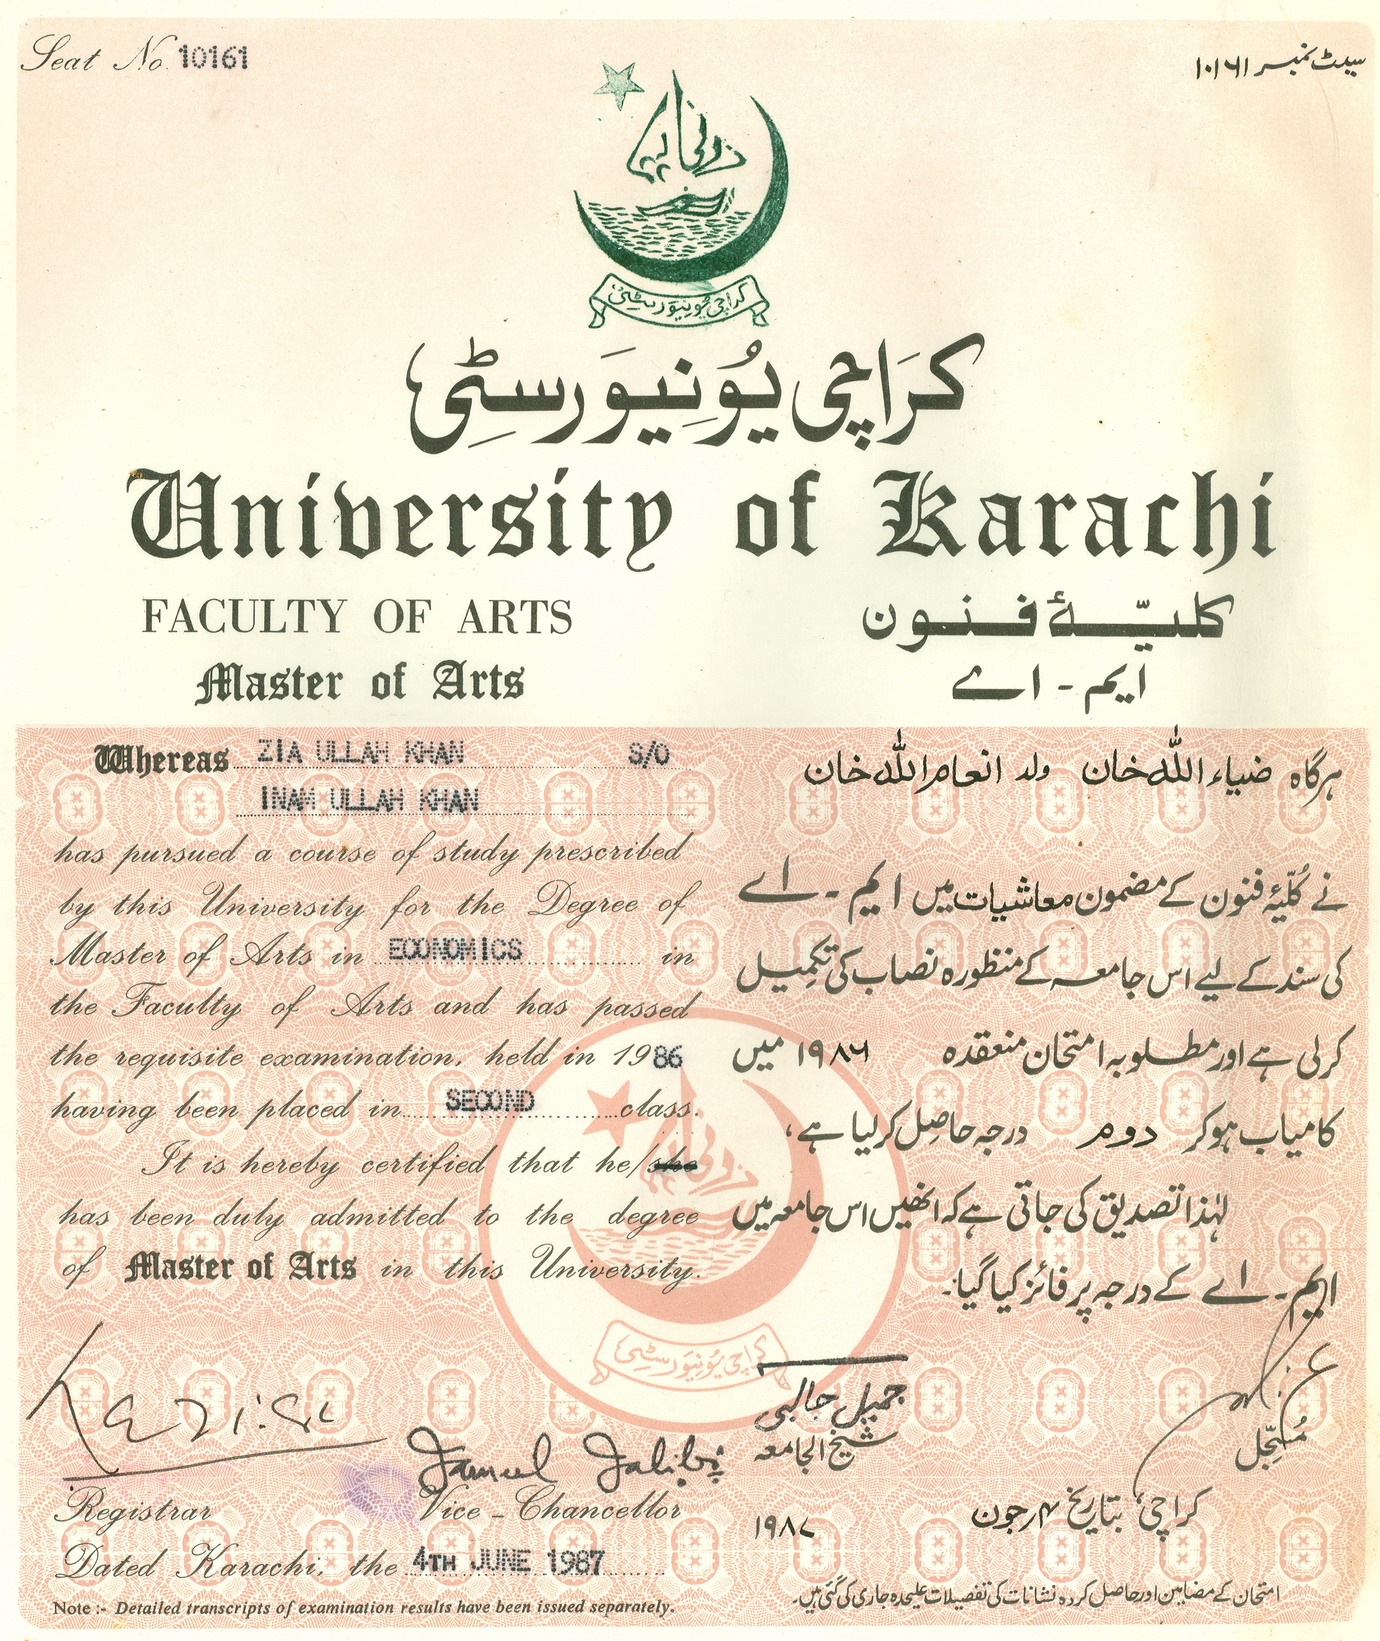 Seat No. 10161
سیٹ نمبر ۱۰۱۶۱
کراچی یونیورسٹی
کَراچی یُونِیوَرسِٹی
University of Karachi
FACULTY OF ARTS
Master of Arts
کلیّۂ فنون
ایم - اے
Whereas ZIA ULLAH KHAN S/O
INAM ULLAH KHAN
has pursued a course of study prescribed
by this University for the Degree of
Master of Arts in ECONOMICS in
the Faculty of Arts and has passed
the requisite examination, held in 1986
having been placed in SECOND class.
It is hereby certified that he/she
has been duly admitted to the degree
of Master of Arts in this University.
ہرگاہ ضیاء اللہ خان ولد انعام اللہ خان
نے کُلّیۂ فنون کے مضمون معاشیات میں ایم - اے
کی سند کے لیے اس جامعہ کے منظورہ نصاب کی تکمیل
کرلی ہے اور مطلوبہ امتحان منعقدہ ۱۹۸۶ میں
کامیاب ہوکر دوم درجہ حاصل کرلیا ہے،
لہٰذا تصدیق کی جاتی ہے کہ انھیں اس جامعہ میں
ایم - اے کے درجہ پر فائز کیا گیا۔
کراچی یونیورسٹی
Jameel Jalibi
Registrar
Vice - Chancellor
Dated Karachi, the 4TH JUNE 1987
Note :- Detailed transcripts of examination results have been issued separately.
جمیل جالبی
شیخ الجامعہ
مُسَجِّل
کراچی بتاریخ ۴ جون ۱۹۸۷
امتحان کے مضامین اور حاصل کردہ نشانات کی تفصیلات علیحدہ جاری کی گئی ہیں۔